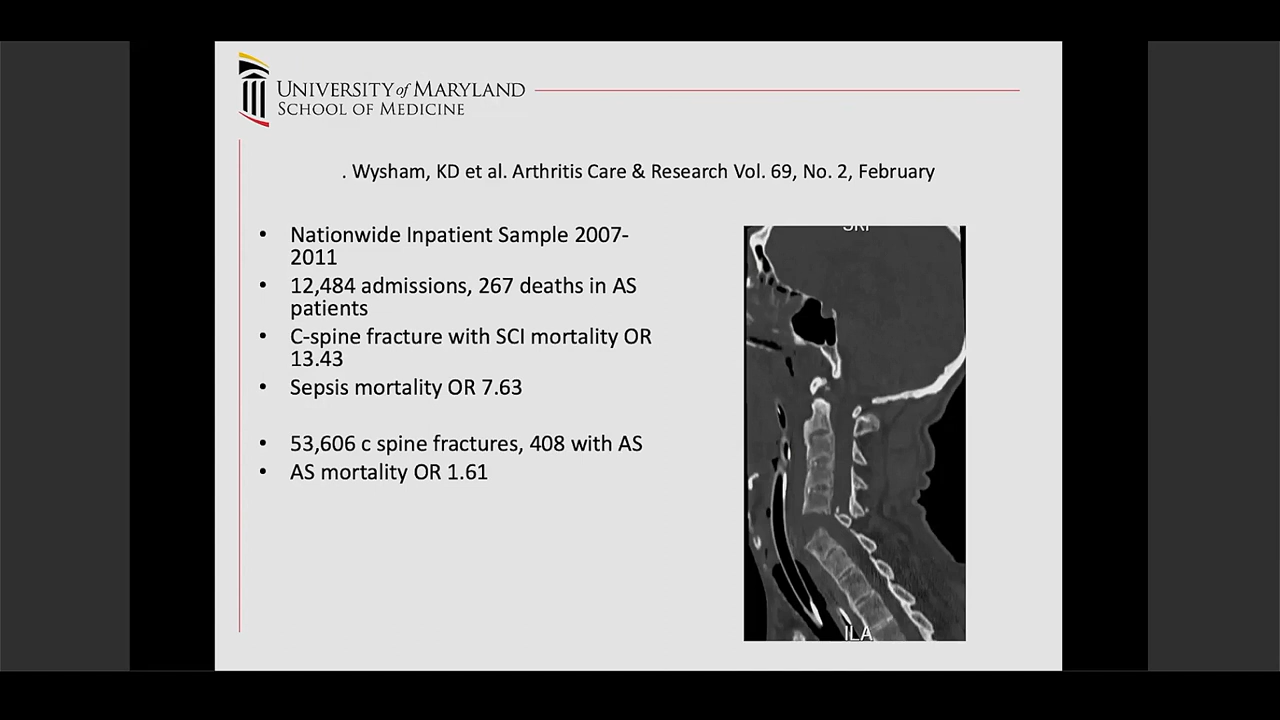 UNIVERSITY of MARYLAND
SCHOOL OF MEDICINE
. Wysham, KD et al. Arthritis Care & Research Vol. 69, No. 2, February
• Nationwide Inpatient Sample 2007-
2011
• 12,484 admissions, 267 deaths in AS
patients
• C-spine fracture with SCI mortality OR
13.43
• Sepsis mortality OR 7.63
• 53,606 c spine fractures, 408 with AS
• AS mortality OR 1.61
ILA